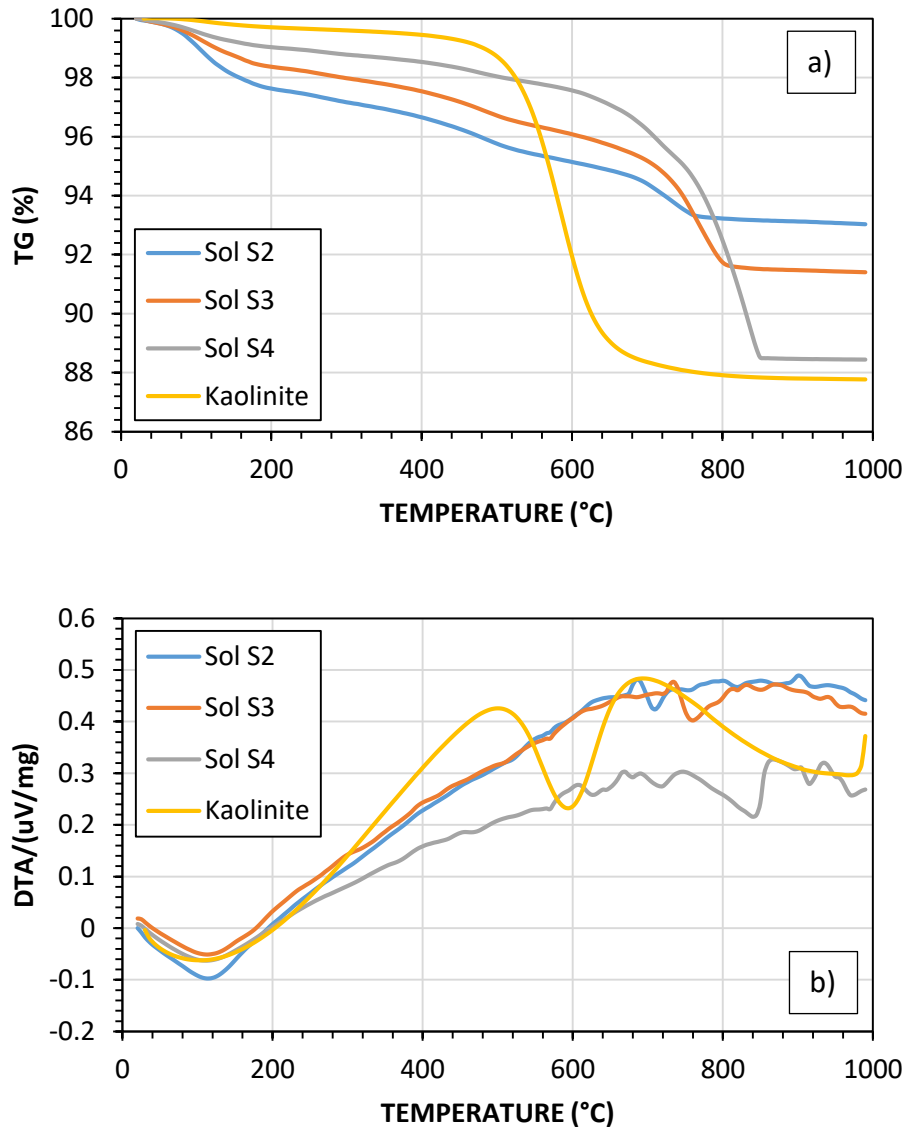 100
98
96
94
92
90
88
86
TG (%)
a)
Sol S2
Sol S3
Sol S4
Kaolinite
0 200 400 600 800 1000
TEMPERATURE (°C)
0.6
0.5
0.4
0.3
0.2
0.1
0
-0.1
-0.2
DTA/(uV/mg)
Sol S2
Sol S3
Sol S4
Kaolinite
b)
0 200 400 600 800 1000
TEMPERATURE (°C)